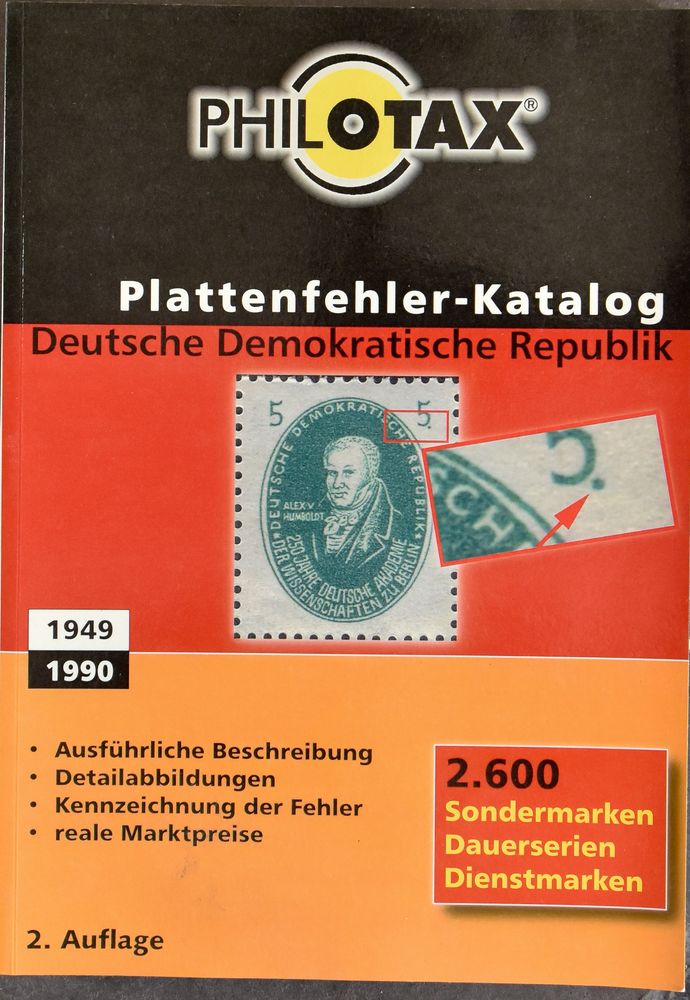 PHILOTAX®
Plattenfehler-Katalog
Deutsche Demokratische Republik
5 5
DEUTSCHE DEMOKRATISCHE REPUBLIK
ALEX. V.
HUMBOLDT
250 JAHRE DEUTSCHE AKADEMIE
DER WISSENSCHAFTEN ZU BERLIN
5
CH
1949
1990
• Ausführliche Beschreibung
• Detailabbildungen
• Kennzeichnung der Fehler
• reale Marktpreise
2.600
Sondermarken
Dauerserien
Dienstmarken
2. Auflage